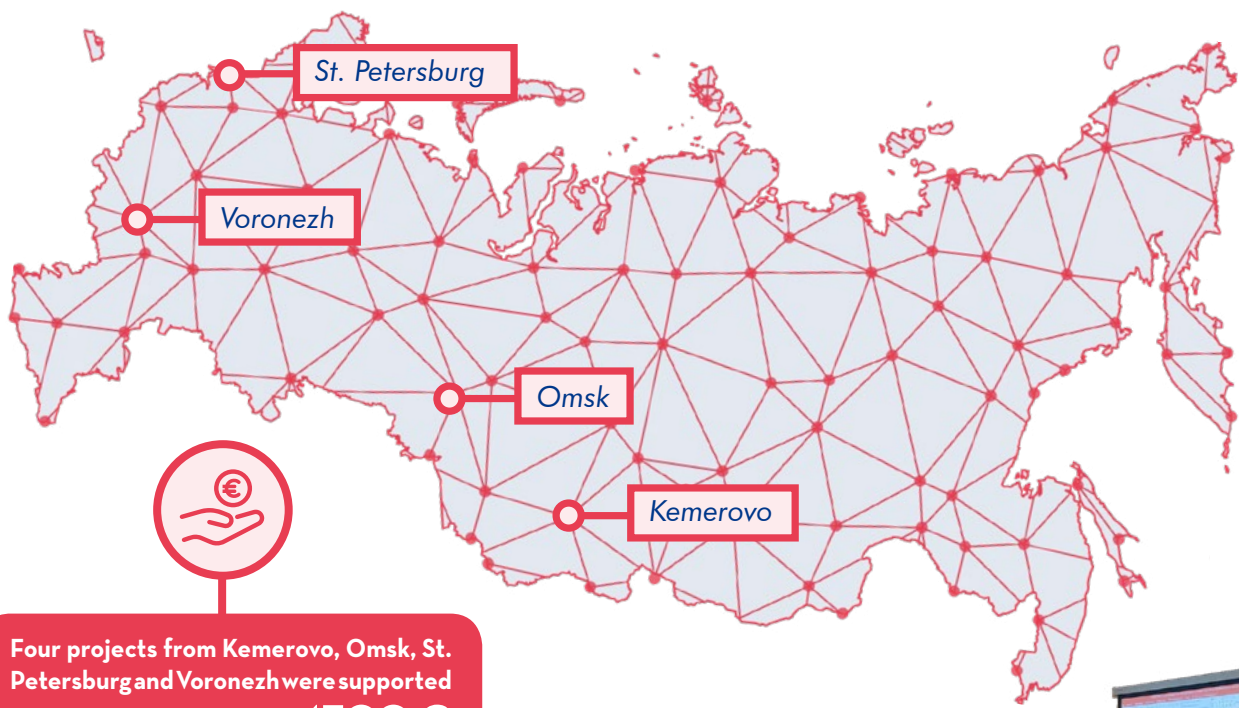 St. Petersburg
Voronezh
Omsk
Kemerovo
€
Four projects from Kemerovo, Omsk, St.
Petersburg and Voronezh were supported